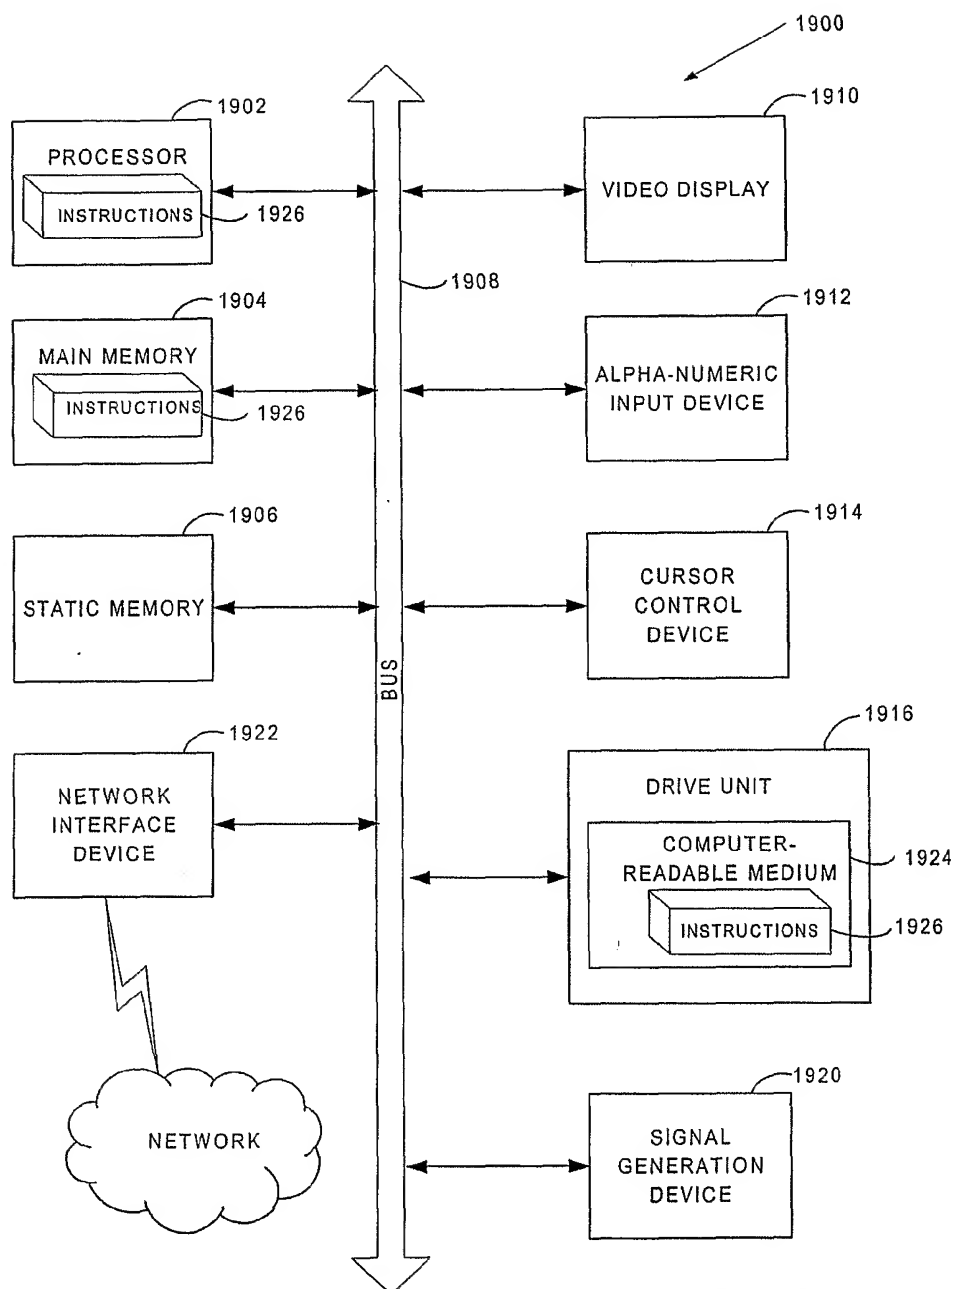 1900
1902
PROCESSOR
INSTRUCTIONS
1926
1904
MAIN MEMORY
INSTRUCTIONS
1926
1906
STATIC MEMORY
1922
NETWORK
INTERFACE
DEVICE
NETWORK
1908
BUS
1910
VIDEO DISPLAY
1912
ALPHA-NUMERIC
INPUT DEVICE
1914
CURSOR
CONTROL
DEVICE
1916
DRIVE UNIT
COMPUTER-
READABLE MEDIUM
1924
INSTRUCTIONS
1926
1920
SIGNAL
GENERATION
DEVICE